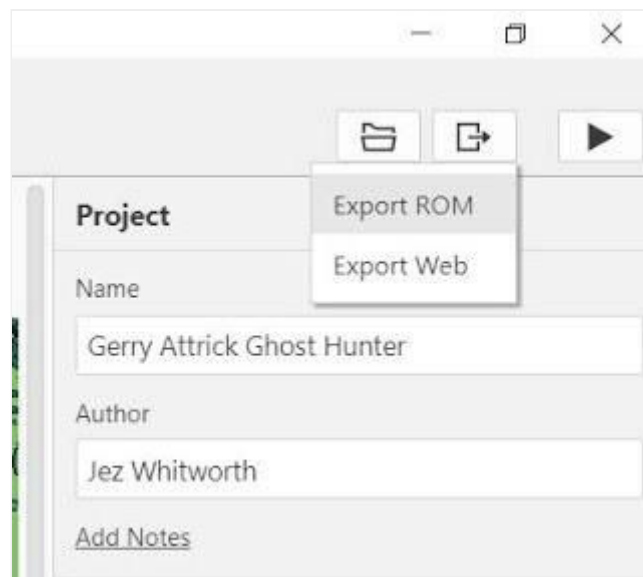 Export ROM
Project
Export Web
Name
Gerry Attrick Ghost Hunter
Author
Jez Whitworth
Add Notes